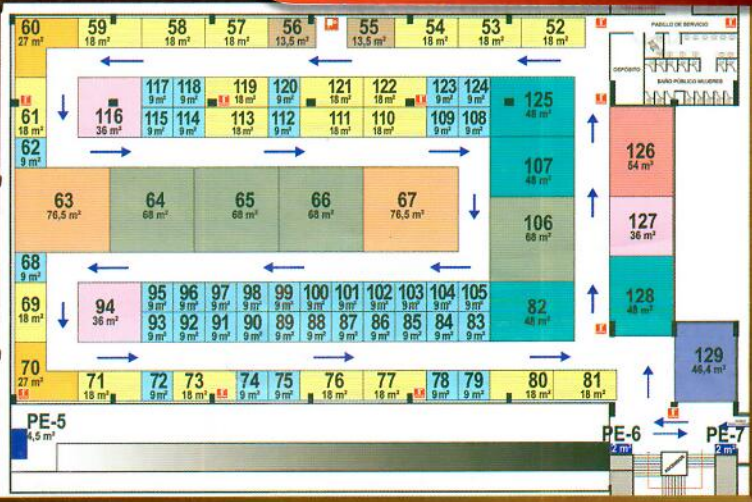 60
27 m²
59
18 m²
58
18 m²
57
18 m²
56
13,5 m²
55
13,5 m²
54
18 m²
53
18 m²
52
18 m²
PASILLO DE SERVICIO
DEPÓSITO
BAÑO PÚBLICO MUJERES
61
18 m²
62
9 m²
116
36 m²
117
9 m²
118
9 m²
119
18 m²
120
9 m²
121
18 m²
122
18 m²
123
9 m²
124
9 m²
125
48 m²
115
9 m²
114
9 m²
113
18 m²
112
9 m²
111
18 m²
110
18 m²
109
9 m²
108
9 m²
107
48 m²
126
54 m²
63
76,5 m²
64
68 m²
65
68 m²
66
68 m²
67
76,5 m²
106
68 m²
127
36 m²
68
9 m²
69
18 m²
94
36 m²
95
9 m²
96
9 m²
97
9 m²
98
9 m²
99
9 m²
100
9 m²
101
9 m²
102
9 m²
103
9 m²
104
9 m²
105
9 m²
82
48 m²
128
48 m²
93
9 m²
92
9 m²
91
9 m²
90
9 m²
89
9 m²
88
9 m²
87
9 m²
86
9 m²
85
9 m²
84
9 m²
83
9 m²
129
46,4 m²
70
27 m²
71
18 m²
72
9 m²
73
18 m²
74
9 m²
75
9 m²
76
18 m²
77
18 m²
78
9 m²
79
9 m²
80
18 m²
81
18 m²
PE-5
4,5 m²
PE-6
2 m²
PE-7
2 m²